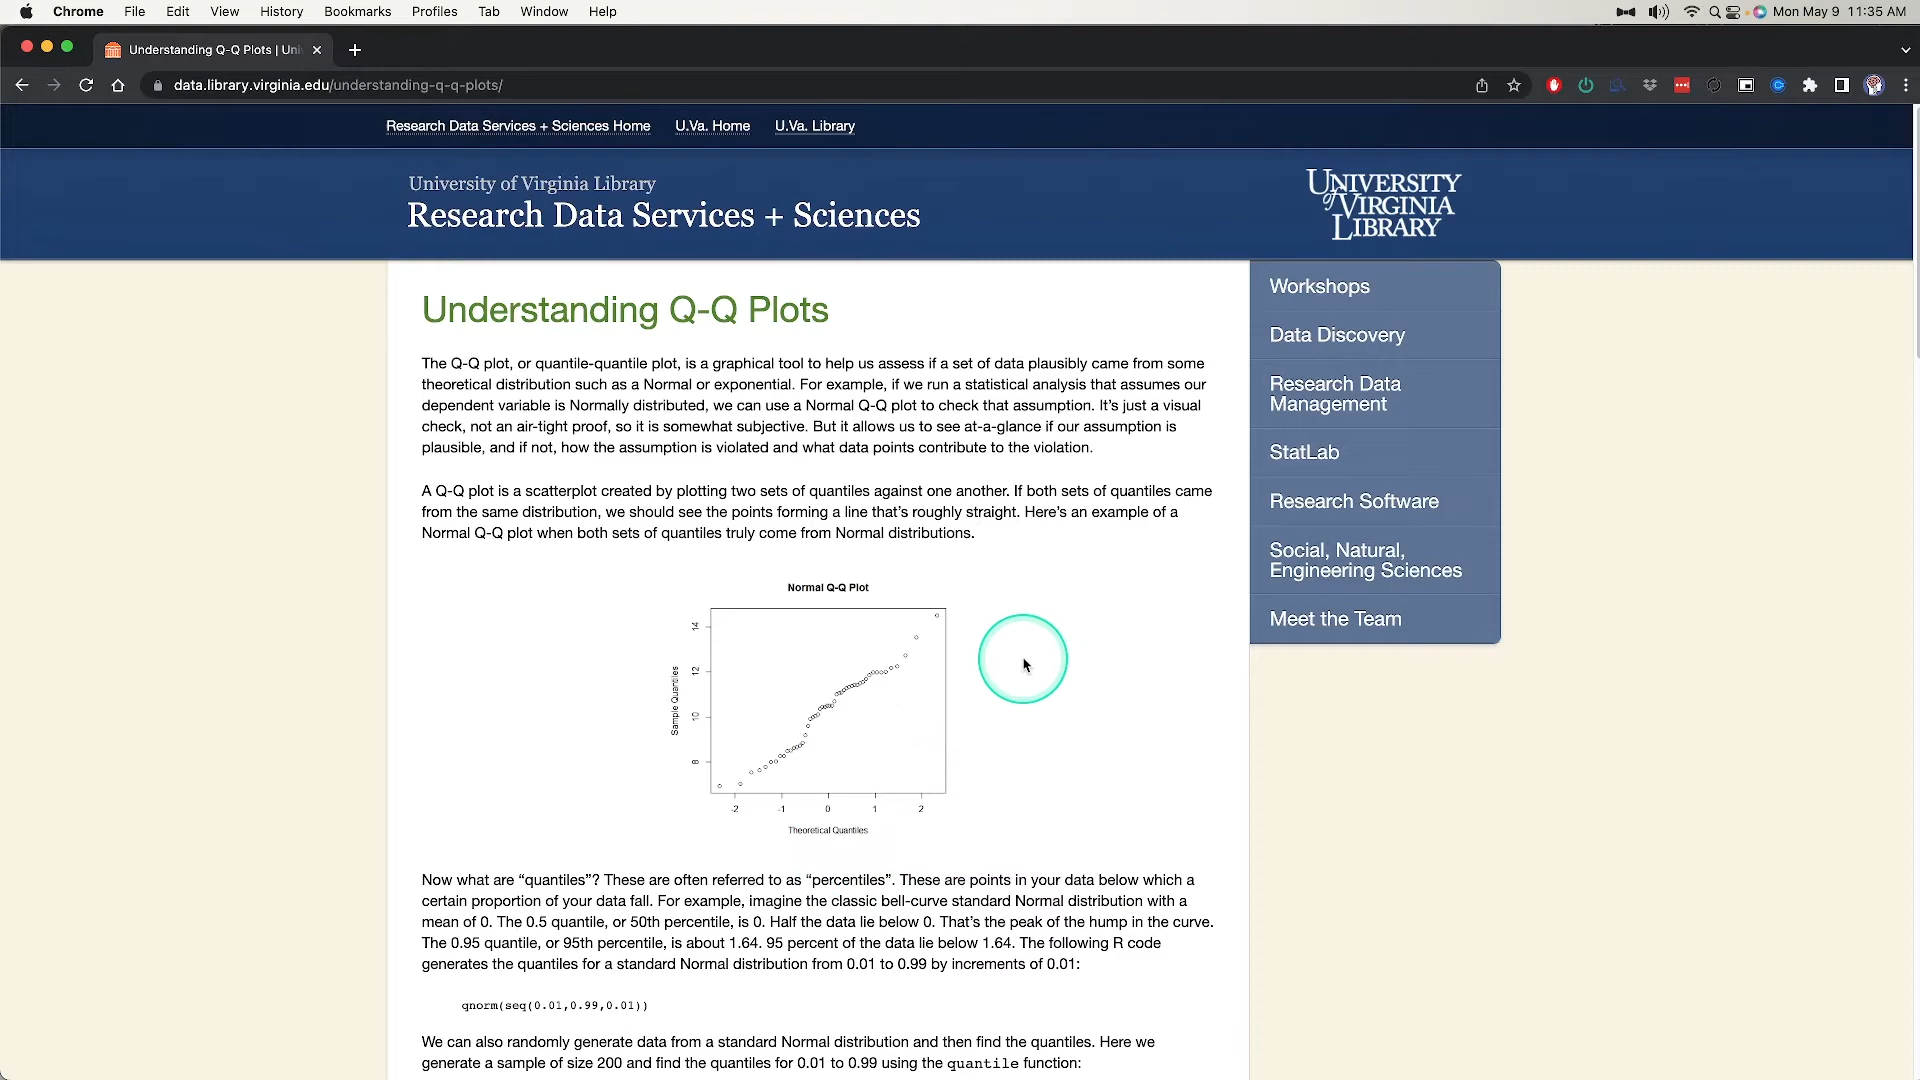 Chrome File Edit View History Bookmarks Profiles Tab Window Help
Mon May 9 11:35 AM
Understanding Q-Q Plots | Uni
data.library.virginia.edu/understanding-q-q-plots/
Research Data Services + Sciences Home U.Va. Home U.Va. Library
University of Virginia Library
Research Data Services + Sciences
UNIVERSITY
of VIRGINIA
LIBRARY
Understanding Q-Q Plots
The Q-Q plot, or quantile-quantile plot, is a graphical tool to help us assess if a set of data plausibly came from some
theoretical distribution such as a Normal or exponential. For example, if we run a statistical analysis that assumes our
dependent variable is Normally distributed, we can use a Normal Q-Q plot to check that assumption. It’s just a visual
check, not an air-tight proof, so it is somewhat subjective. But it allows us to see at-a-glance if our assumption is
plausible, and if not, how the assumption is violated and what data points contribute to the violation.
A Q-Q plot is a scatterplot created by plotting two sets of quantiles against one another. If both sets of quantiles came
from the same distribution, we should see the points forming a line that’s roughly straight. Here’s an example of a
Normal Q-Q plot when both sets of quantiles truly come from Normal distributions.
Normal Q-Q Plot
Sample Quantiles
14
12
10
8
-2 -1 0 1 2
Theoretical Quantiles
Now what are “quantiles”? These are often referred to as “percentiles”. These are points in your data below which a
certain proportion of your data fall. For example, imagine the classic bell-curve standard Normal distribution with a
mean of 0. The 0.5 quantile, or 50th percentile, is 0. Half the data lie below 0. That’s the peak of the hump in the curve.
The 0.95 quantile, or 95th percentile, is about 1.64. 95 percent of the data lie below 1.64. The following R code
generates the quantiles for a standard Normal distribution from 0.01 to 0.99 by increments of 0.01:
qnorm(seq(0.01,0.99,0.01))
We can also randomly generate data from a standard Normal distribution and then find the quantiles. Here we
generate a sample of size 200 and find the quantiles for 0.01 to 0.99 using the quantile function:
Workshops
Data Discovery
Research Data
Management
StatLab
Research Software
Social, Natural,
Engineering Sciences
Meet the Team